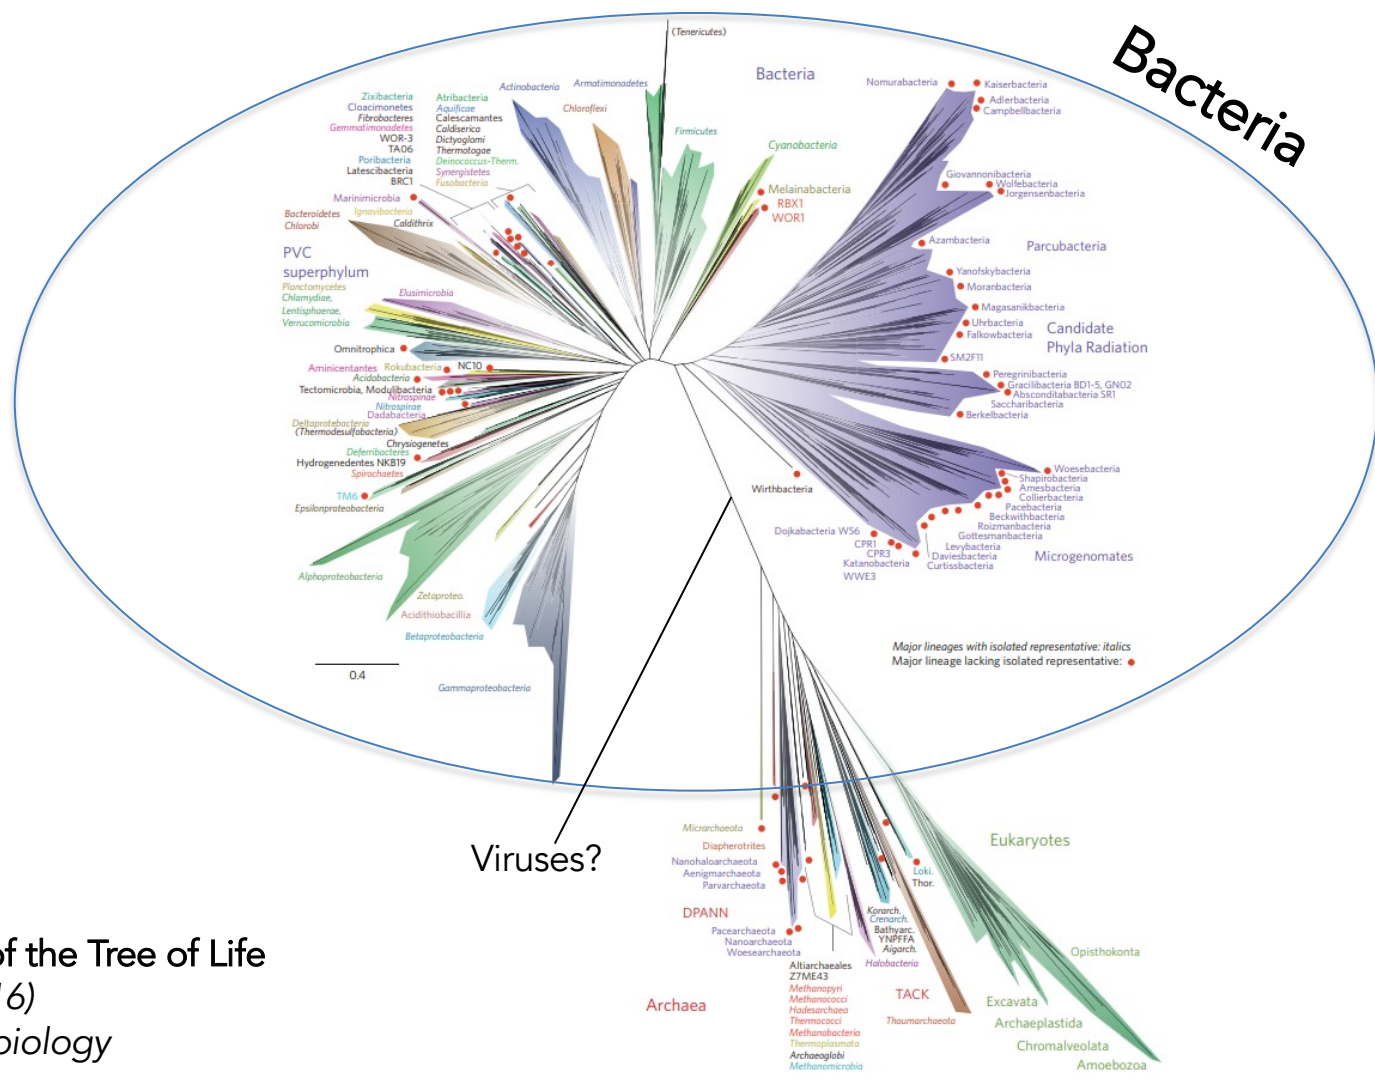 (Tenericutes)
Bacteria
Bacteria
Actinobacteria
Armatimonadetes
Chloroflexi
Firmicutes
Cyanobacteria
Melainabacteria
RBX1
WOR1
Zixibacteria
Cloacimonetes
Fibrobacteres
Gemmatimonadetes
WOR-3
TA06
Poribacteria
Latescibacteria
BRC1
Atribacteria
Aquificae
Calescamantes
Caldiserica
Dictyoglomi
Thermotogae
Deinococcus-Therm.
Synergistetes
Fusobacteria
Marinimicrobia
Ignavibacteria
Bacteroidetes
Chlorobi
Caldithrix
PVC
superphylum
Planctomycetes
Chlamydiae,
Lentisphaerae,
Verrucomicrobia
Elusimicrobia
Omnitrophica
Aminicentantes
Rokubacteria
NC10
Acidobacteria
Tectomicrobia, Modulibacteria
Nitrospinae
Nitrospirae
Dadabacteria
Deltaprotebacteria
(Thermodesulfobacteria)
Chrysiogenetes
Deferribacteres
Hydrogenedentes NKB19
Spirochaetes
TM6
Epsilonproteobacteria
Alphaproteobacteria
Zetaproteo.
Acidithiobacillia
Betaproteobacteria
0.4
Gammaproteobacteria
Nomurabacteria
Kaiserbacteria
Adlerbacteria
Campbellbacteria
Giovannonibacteria
Wolfebacteria
Jorgensenbacteria
Azambacteria
Parcubacteria
Yanofskybacteria
Moranbacteria
Magasanikbacteria
Uhrbacteria
Falkowbacteria
Candidate
Phyla Radiation
SM2F11
Peregrinibacteria
Gracilibacteria BD1-5, GN02
Absconditabacteria SR1
Saccharibacteria
Berkelbacteria
Woesebacteria
Shapirobacteria
Amesbacteria
Collierbacteria
Pacebacteria
Beckwithbacteria
Roizmanbacteria
Gottesmanbacteria
Levybacteria
Daviesbacteria
Curtissbacteria
Microgenomates
Wirthbacteria
Dojkabacteria WS6
CPR1
CPR3
Katanobacteria
WWE3
Major lineages with isolated representative: italics
Major lineage lacking isolated representative:
Viruses?
Micrarchaeota
Diapherotrites
Nanohaloarchaeota
Aenigmarchaeota
Parvarchaeota
DPANN
Pacearchaeota
Nanoarchaeota
Woesearchaeota
Archaea
Altiarchaeales
Z7ME43
Methanopyri
Methanococci
Hadesarchaea
Thermococci
Methanobacteria
Thermoplasmata
Archaeoglobi
Methanomicrobia
Halobacteria
Korarch.
Crenarch.
Bathyarc.
YNPFFA
Aigarch.
Loki.
Thor.
TACK
Thaumarchaeota
Eukaryotes
Opisthokonta
Excavata
Archaeplastida
Chromalveolata
Amoebozoa
of the Tree of Life
16)
biology